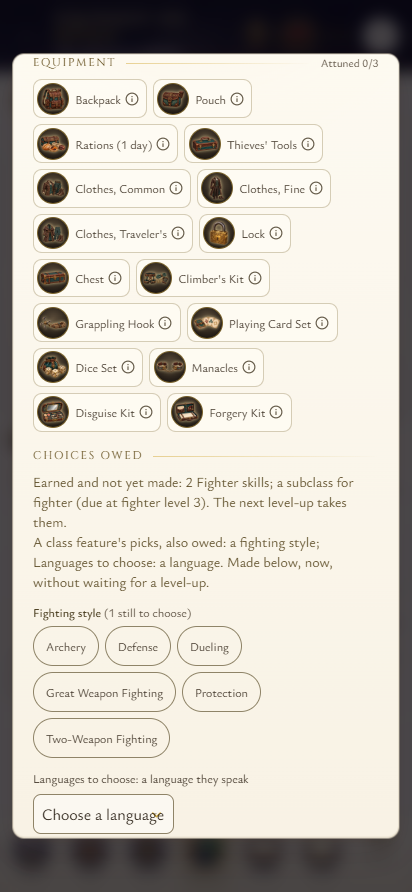 EQUIPMENT Attuned 0/3
Backpack Pouch
Rations (1 day) Thieves' Tools
Clothes, Common Clothes, Fine
Clothes, Traveler's Lock
Chest Climber's Kit
Grappling Hook Playing Card Set
Dice Set Manacles
Disguise Kit Forgery Kit
CHOICES OWED
Earned and not yet made: 2 Fighter skills; a subclass for
fighter (due at fighter level 3). The next level-up takes
them.
A class feature's picks, also owed: a fighting style;
Languages to choose: a language. Made below, now,
without waiting for a level-up.
Fighting style (1 still to choose)
Archery Defense Dueling
Great Weapon Fighting Protection
Two-Weapon Fighting
Languages to choose: a language they speak
Choose a language